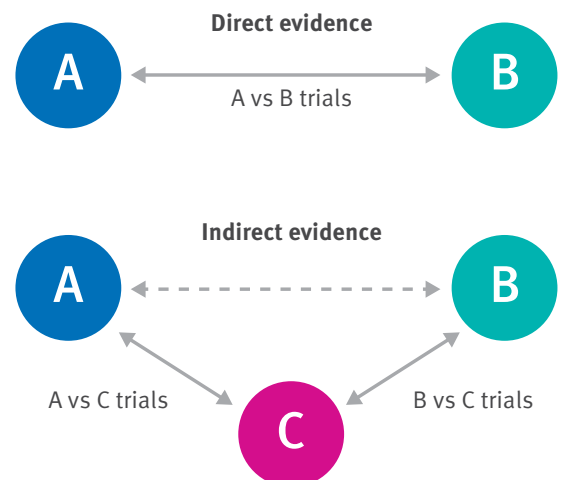 Direct evidence
A
B
A vs B trials
Indirect evidence
A
B
A vs C trials
B vs C trials
C